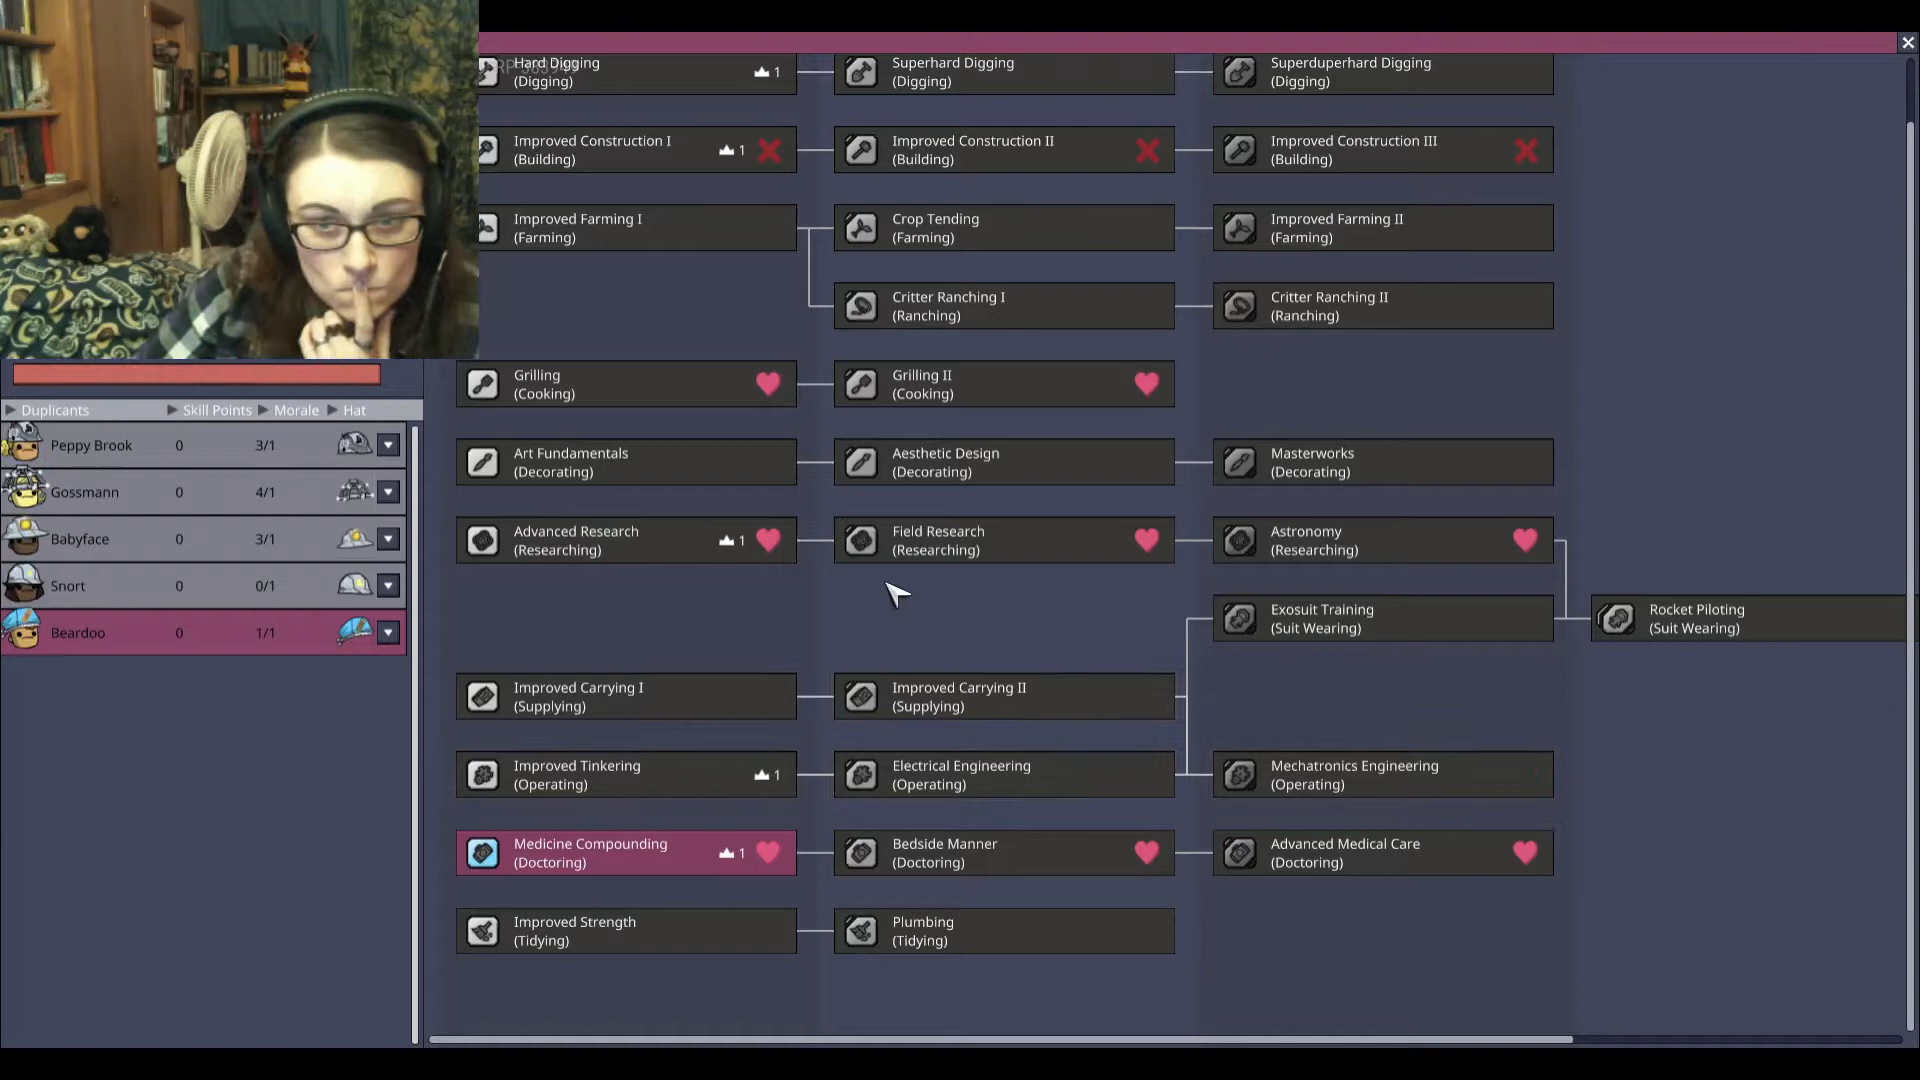 Hard Digging
(Digging)
1
Superhard Digging
(Digging)
Superduperhard Digging
(Digging)
Improved Construction I
(Building)
1
Improved Construction II
(Building)
Improved Construction III
(Building)
Improved Farming I
(Farming)
Crop Tending
(Farming)
Improved Farming II
(Farming)
Critter Ranching I
(Ranching)
Critter Ranching II
(Ranching)
Grilling
(Cooking)
Grilling II
(Cooking)
Art Fundamentals
(Decorating)
Aesthetic Design
(Decorating)
Masterworks
(Decorating)
Advanced Research
(Researching)
1
Field Research
(Researching)
Astronomy
(Researching)
Exosuit Training
(Suit Wearing)
Rocket Piloting
(Suit Wearing)
Improved Carrying I
(Supplying)
Improved Carrying II
(Supplying)
Improved Tinkering
(Operating)
1
Electrical Engineering
(Operating)
Mechatronics Engineering
(Operating)
Medicine Compounding
(Doctoring)
1
Bedside Manner
(Doctoring)
Advanced Medical Care
(Doctoring)
Improved Strength
(Tidying)
Plumbing
(Tidying)
Duplicants Skill Points Morale Hat
Peppy Brook 0 3/1
Gossmann 0 4/1
Babyface 0 3/1
Snort 0 0/1
Beardoo 0 1/1